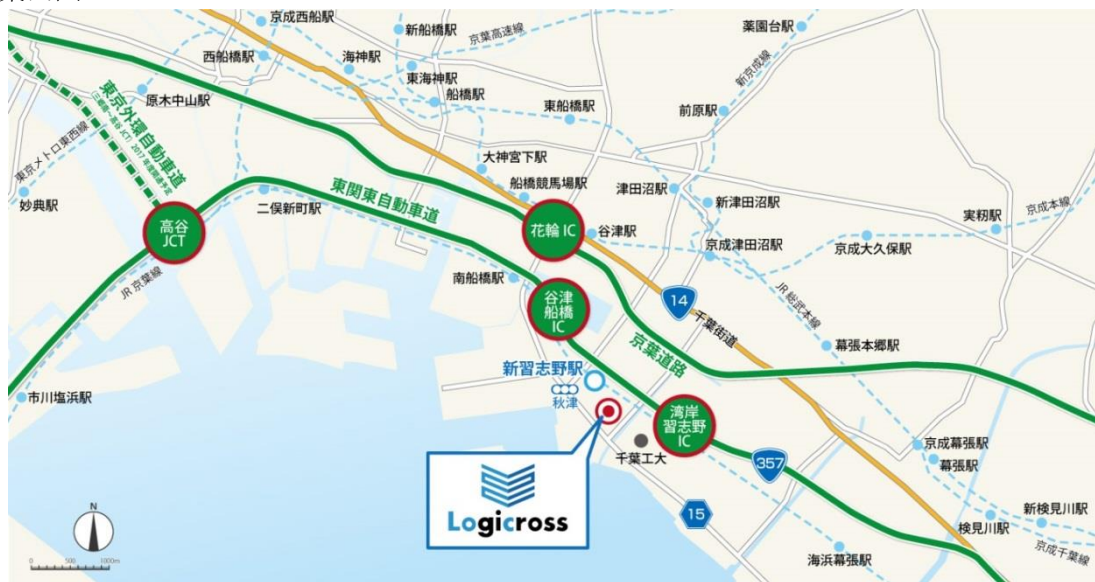 京成西船駅
新船橋駅
京葉高速線
薬園台駅
西船橋駅
海神駅
東海神駅
新京成線
船橋駅
原木中山駅
東船橋駅
前原駅
東京外環自動車道
東京メトロ東西線
大神宮下駅
船橋競馬場駅
津田沼駅
妙典駅
二俣新町駅
東関東自動車道
新津田沼駅
実籾駅
京成本線
高谷
JCT
花輪 IC
谷津駅
京成津田沼駅
京成大久保駅
JR 京葉線
南船橋駅
谷津
船橋
IC
14
千葉街道
JR 総武本線
京葉道路
幕張本郷駅
新習志野駅
秋津
市川塩浜駅
湾岸
習志野
IC
千葉工大
京成幕張駅
幕張駅
357
Logicross
15
新検見川駅
検見川駅
京成千葉線
海浜幕張駅
N
0 500 1000m